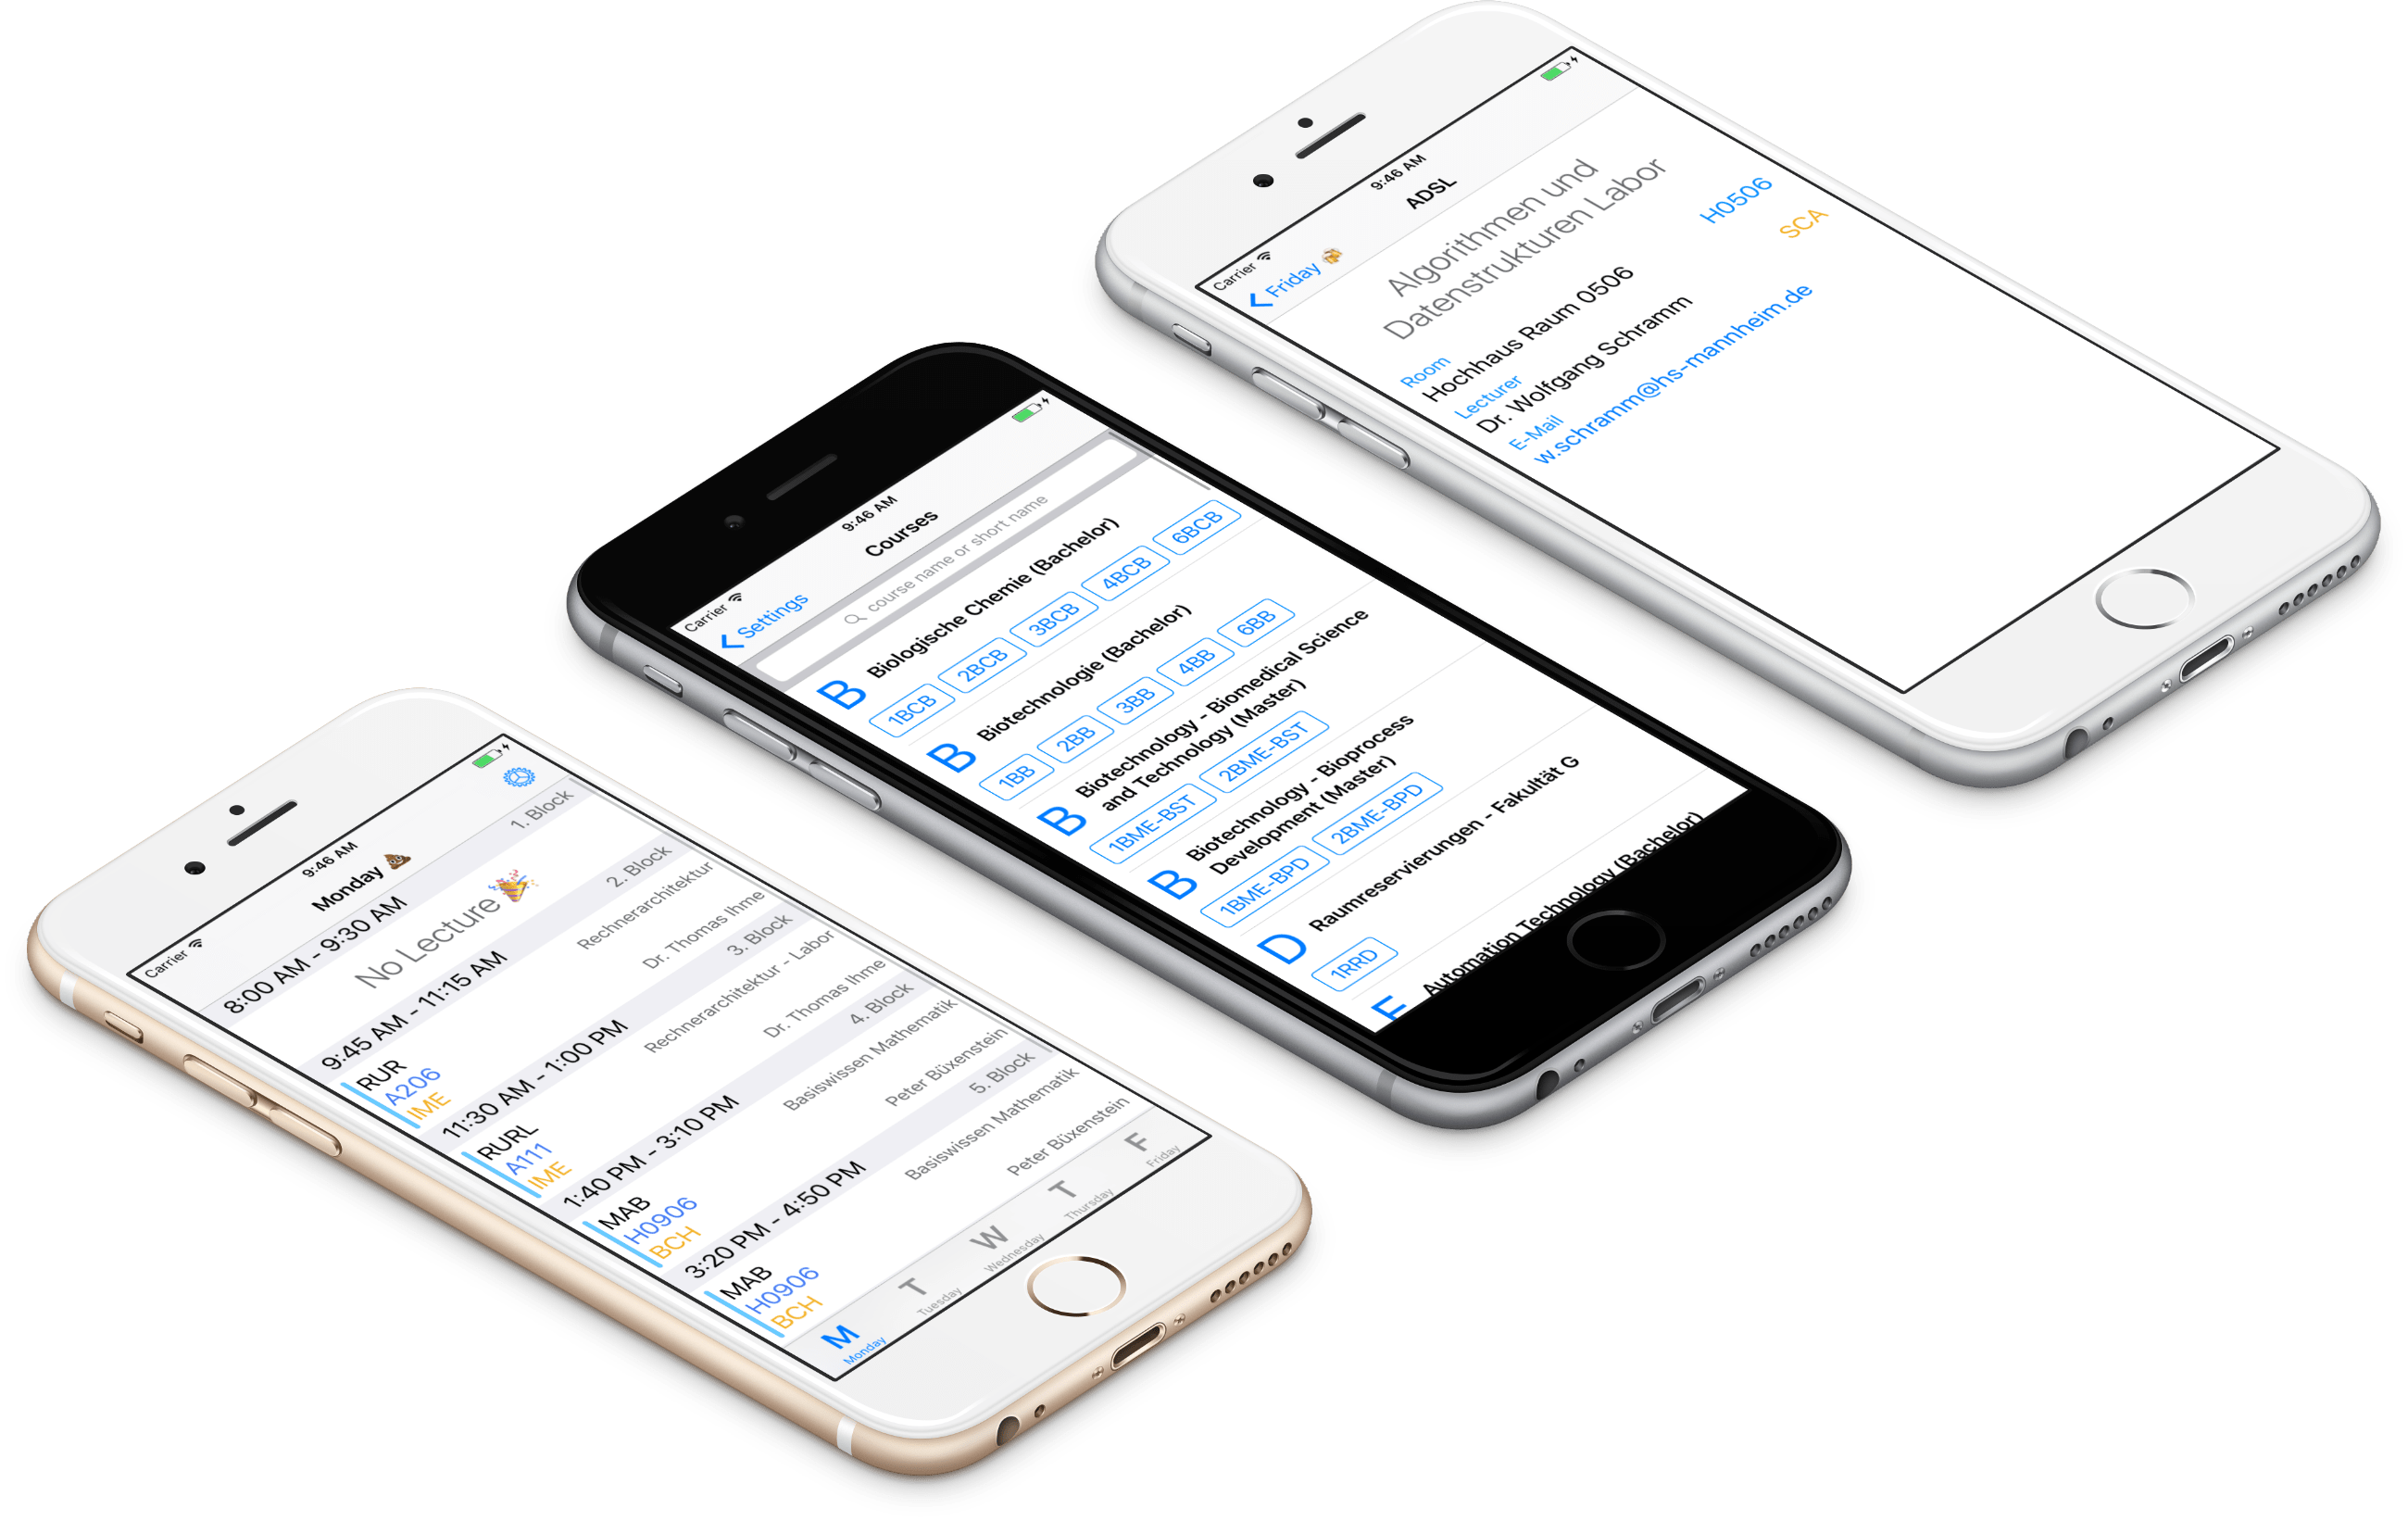 Carrier 9:46 AM
Monday 💩
8:00 AM - 9:30 AM 1. Block
No Lecture 🎉
9:45 AM - 11:15 AM 2. Block
RUR Rechnerarchitektur
A206
IME Dr. Thomas Ihme
11:30 AM - 1:00 PM 3. Block
RURL Rechnerarchitektur - Labor
A111
IME Dr. Thomas Ihme
1:40 PM - 3:10 PM 4. Block
MAB Basiswissen Mathematik
H0906
BCH Peter Büxenstein
3:20 PM - 4:50 PM 5. Block
MAB Basiswissen Mathematik
H0906
BCH Peter Büxenstein
M T W T F
Monday Tuesday Wednesday Thursday Friday
Carrier 9:46 AM
Settings Courses
course name or short name
B Biologische Chemie (Bachelor)
1BCB 2BCB 3BCB 4BCB 6BCB
B Biotechnologie (Bachelor)
1BB 2BB 3BB 4BB 6BB
B Biotechnology - Biomedical Science
and Technology (Master)
1BME-BST 2BME-BST
B Biotechnology - Bioprocess
Development (Master)
1BME-BPD 2BME-BPD
D Raumreservierungen - Fakultät G
1RRD
E Automation Technology (Bachelor)
Carrier 9:46 AM
Friday 🍻 ADSL
Algorithmen und
Datenstrukturen Labor
H0506
SCA
Room
Hochhaus Raum 0506
Lecturer
Dr. Wolfgang Schramm
E-Mail
w.schramm@hs-mannheim.de